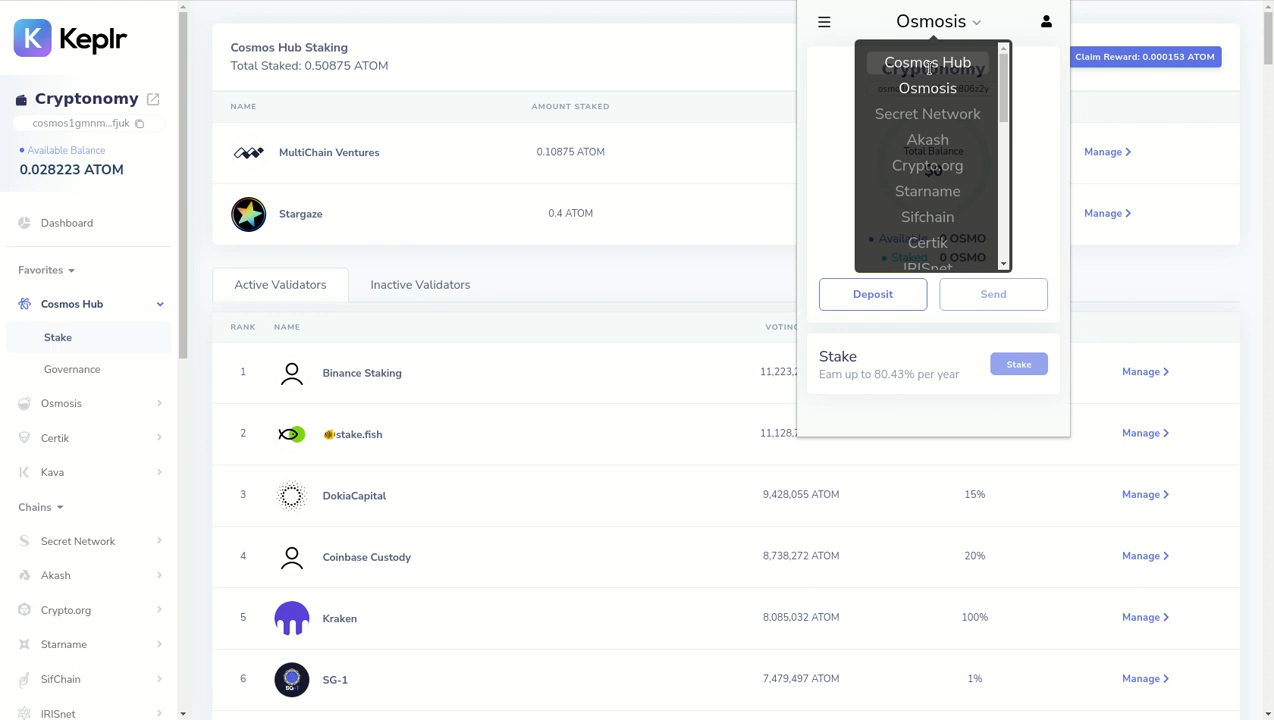 Keplr
Cryptonomy
cosmos1gmnm...fjuk
Available Balance
0.028223 ATOM
Dashboard
Favorites
Cosmos Hub
Stake
Governance
Osmosis
Certik
Kava
Chains
Secret Network
Akash
Crypto.org
Starname
SifChain
IRISnet
Cosmos Hub Staking
Total Staked: 0.50875 ATOM
Claim Reward: 0.000153 ATOM
NAME AMOUNT STAKED
MultiChain Ventures 0.10875 ATOM Manage
Stargaze 0.4 ATOM Manage
Active Validators Inactive Validators
RANK NAME
1 Binance Staking Manage
2 stake.fish Manage
3 DokiaCapital 9,428,055 ATOM 15% Manage
4 Coinbase Custody 8,738,272 ATOM 20% Manage
5 Kraken 8,085,032 ATOM 100% Manage
6 SG-1 7,479,497 ATOM 1% Manage
Osmosis
Cosmos Hub
Osmosis
Secret Network
Akash
Total Balance
Crypto.org
Starname
Sifchain
0 OSMO
Certik
Staked 0 OSMO
IRISnet
Deposit Send
Stake
Earn up to 80.43% per year
Stake